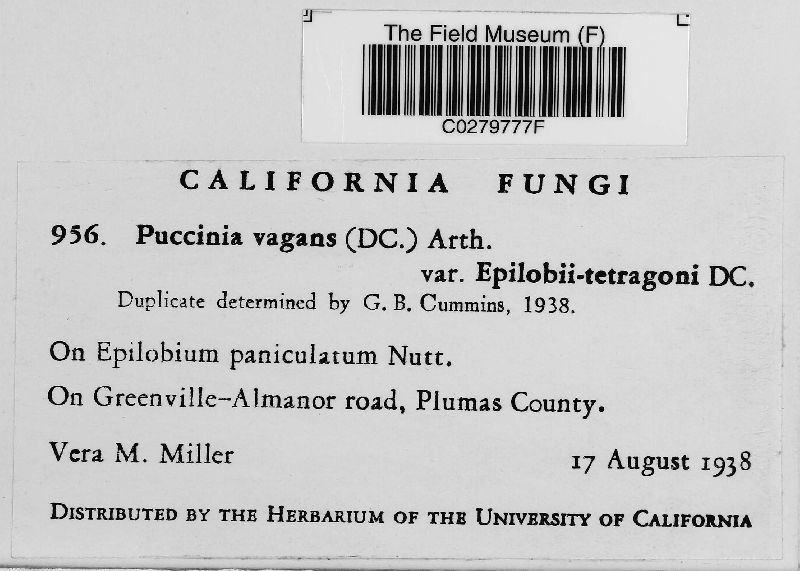 The Field Museum (F)
C0279777F
CALIFORNIA FUNGI
956. Puccinia vagans (DC.) Arth.
var. Epilobii-tetragoni DC.
Duplicate determined by G. B. Cummins, 1938.
On Epilobium paniculatum Nutt.
On Greenville–Almanor road, Plumas County.
Vera M. Miller 17 August 1938
DISTRIBUTED BY THE HERBARIUM OF THE UNIVERSITY OF CALIFORNIA